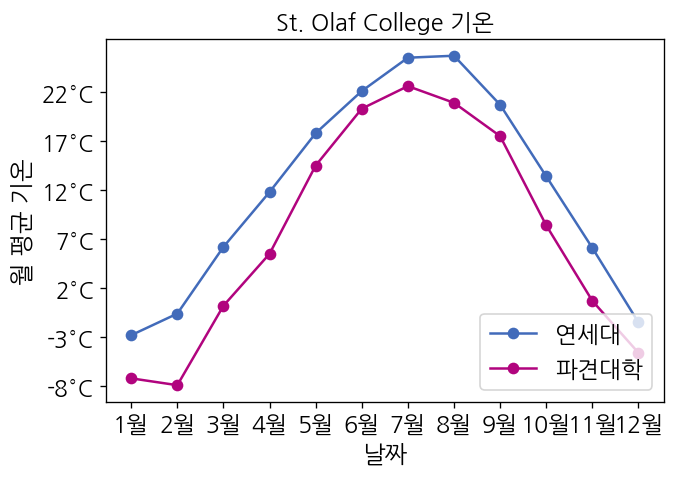 St. Olaf College 기온
월 평균 기온
22°C
17°C
12°C
7°C
2°C
-3°C
-8°C
연세대
파견대학
1월 2월 3월 4월 5월 6월 7월 8월 9월 10월 11월 12월
날짜